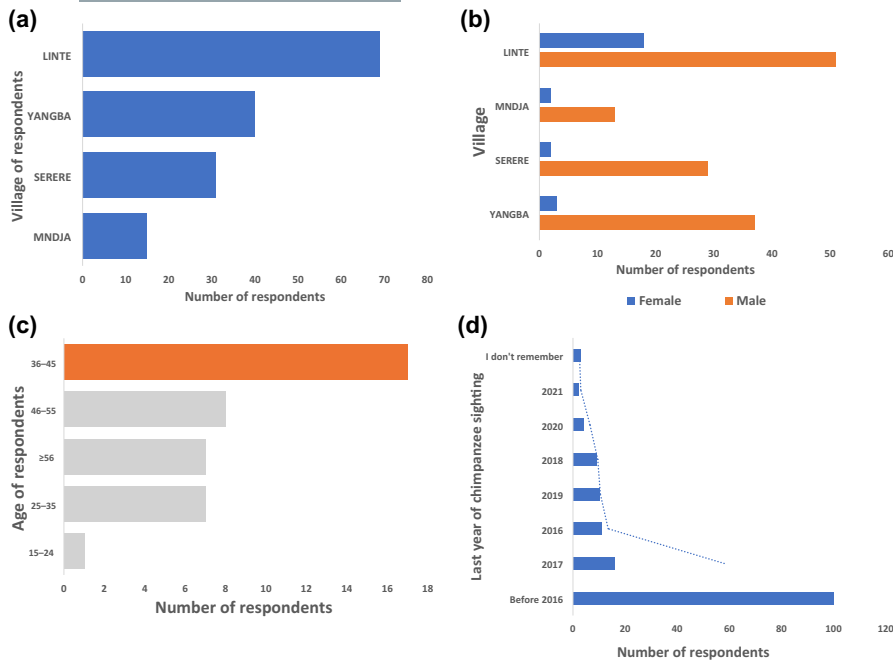 (a)
Village of respondents
LINTE
YANGBA
SERERE
MNDJA
0 10 20 30 40 50 60 70 80
Number of respondents
(b)
Village
LINTE
MNDJA
SERERE
YANGBA
0 10 20 30 40 50 60
Number of respondents
Female Male
(c)
Age of respondents
36–45
46–55
≥56
25–35
15–24
0 2 4 6 8 10 12 14 16 18
Number of respondents
(d)
Last year of chimpanzee sighting
I don't remember
2021
2020
2018
2019
2016
2017
Before 2016
0 20 40 60 80 100 120
Number of respondents